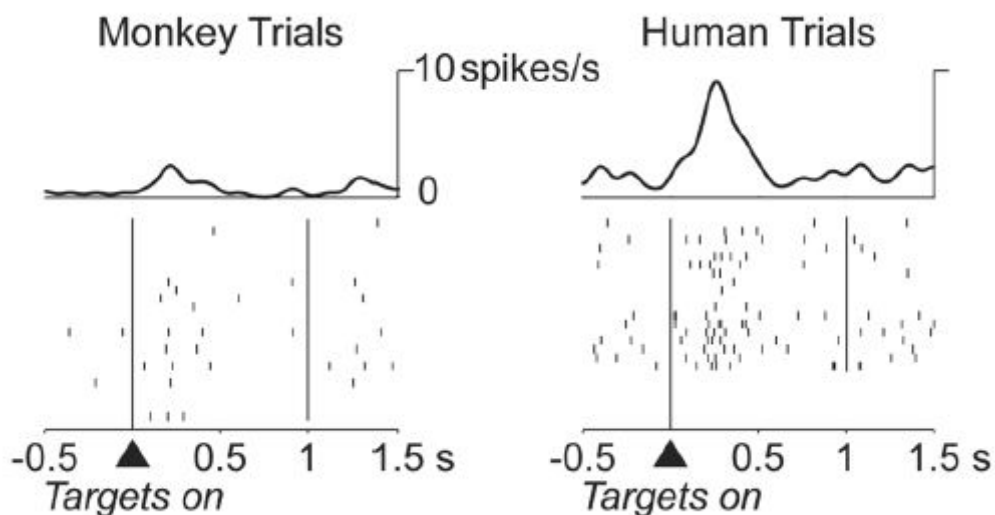 Monkey Trials
10 spikes/s
0
-0.5 0.5 1 1.5 s
Targets on
Human Trials
-0.5 0.5 1 1.5 s
Targets on